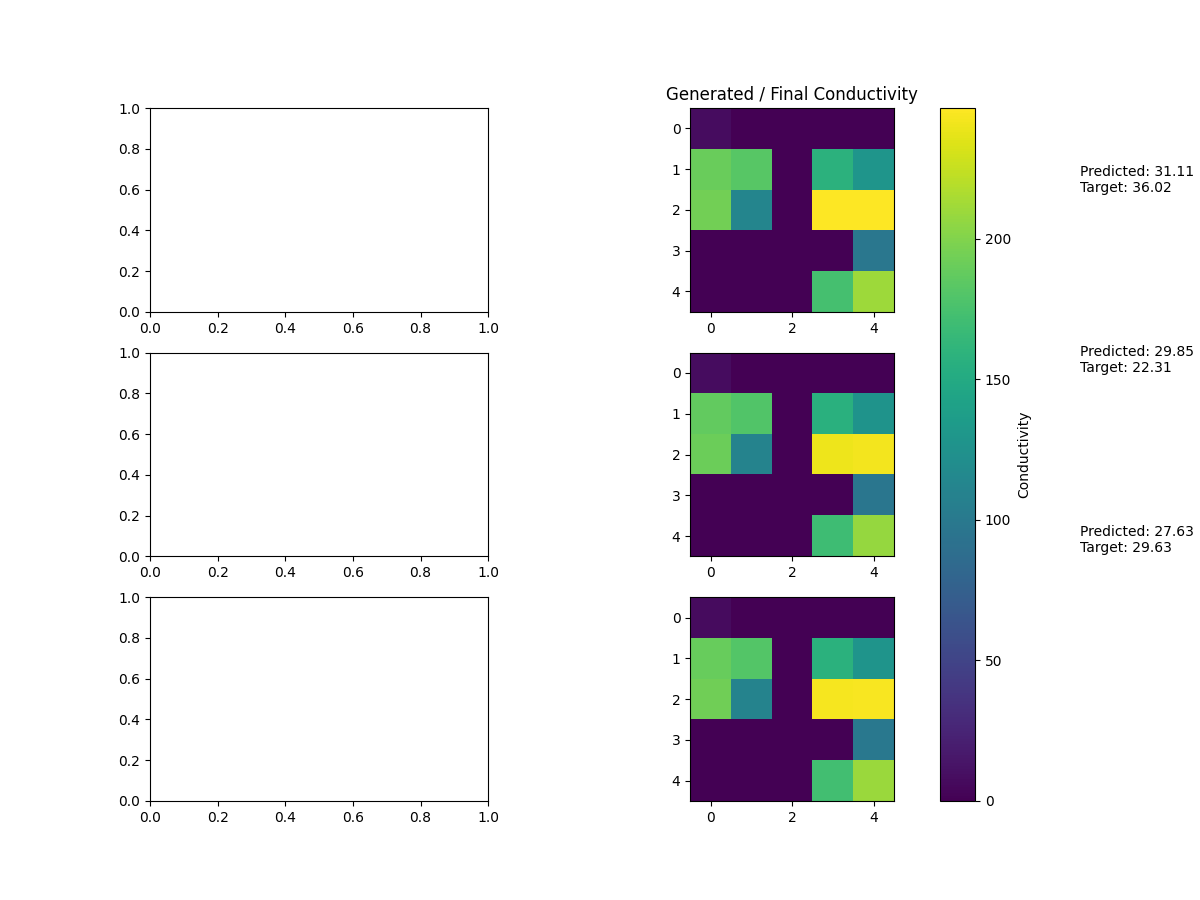 Generated / Final Conductivity
1.0
0.8
0.6
0.4
0.2
0.0
0.0 0.2 0.4 0.6 0.8 1.0
0
1
2
3
4
0 2 4
Predicted: 31.11
Target: 36.02
1.0
0.8
0.6
0.4
0.2
0.0
0.0 0.2 0.4 0.6 0.8 1.0
0
1
2
3
4
0 2 4
Predicted: 29.85
Target: 22.31
1.0
0.8
0.6
0.4
0.2
0.0
0.0 0.2 0.4 0.6 0.8 1.0
0
1
2
3
4
0 2 4
Predicted: 27.63
Target: 29.63
200
150
100
50
0
Conductivity